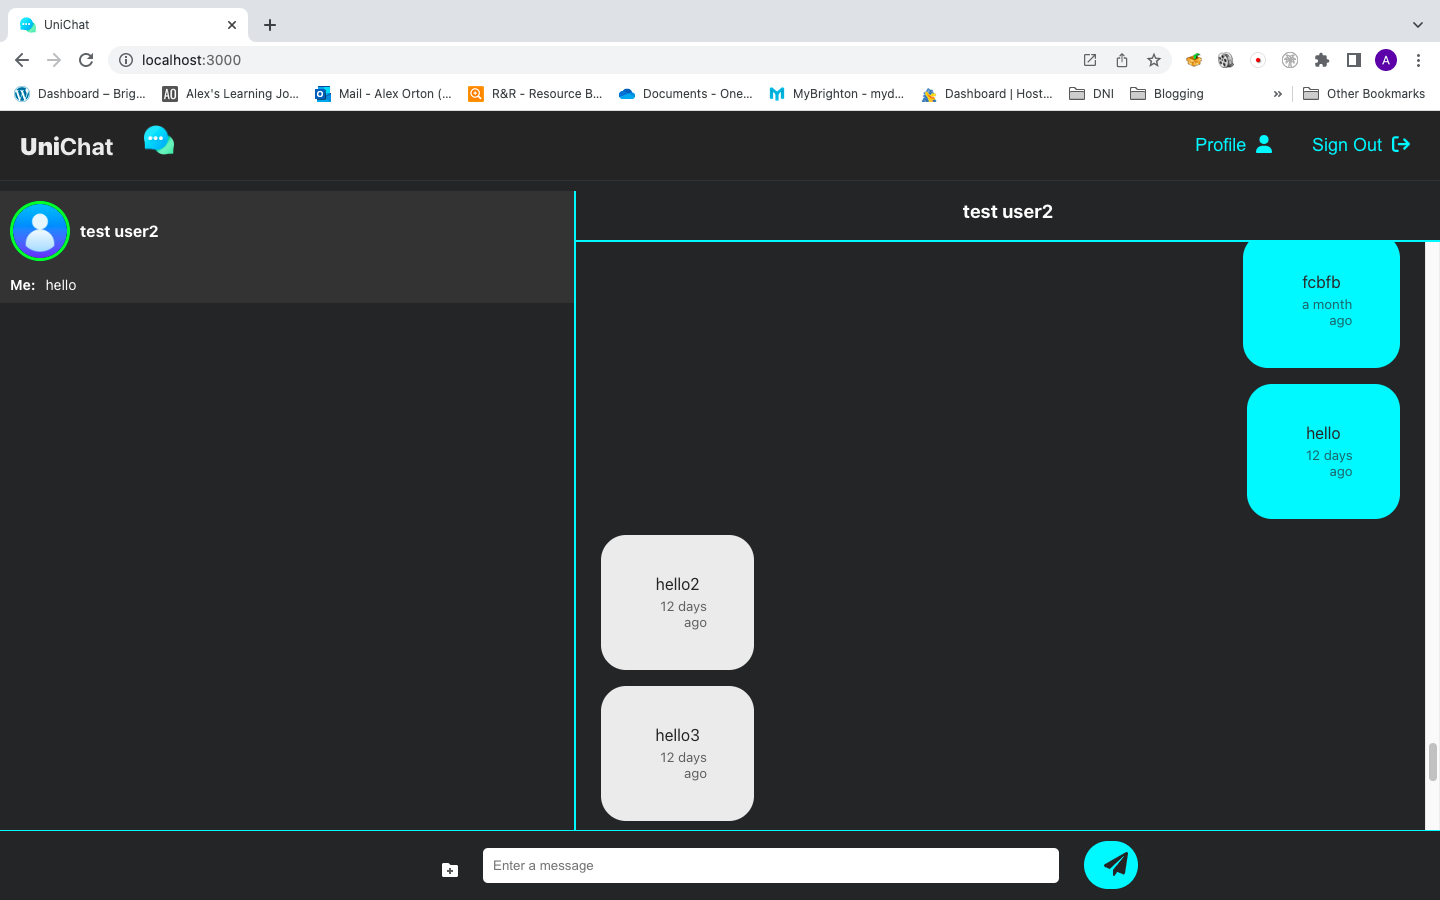 UniChat
localhost:3000
A
Dashboard – Brig...
AO
Alex's Learning Jo...
Mail - Alex Orton (...
R&R - Resource B...
Documents - One...
MyBrighton - myd...
Dashboard | Host...
DNI
Blogging
»
Other Bookmarks
UniChat
Profile
Sign Out
test user2
Me: hello
test user2
fcbfb
a month
ago
hello
12 days
ago
hello2
12 days
ago
hello3
12 days
ago
Enter a message